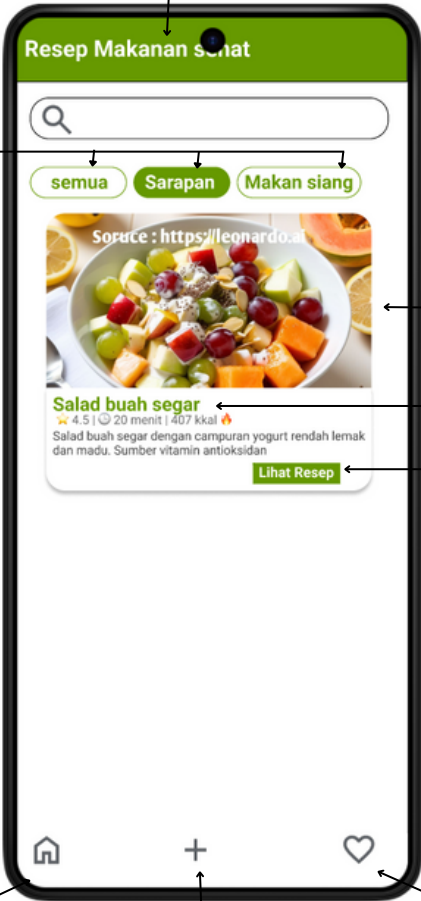 Resep Makanan sehat
semua
Sarapan
Makan siang
Soruce : https://leonardo.ai
Salad buah segar
4.5 | 20 menit | 407 kkal
Salad buah segar dengan campuran yogurt rendah lemak
dan madu. Sumber vitamin antioksidan
Lihat Resep